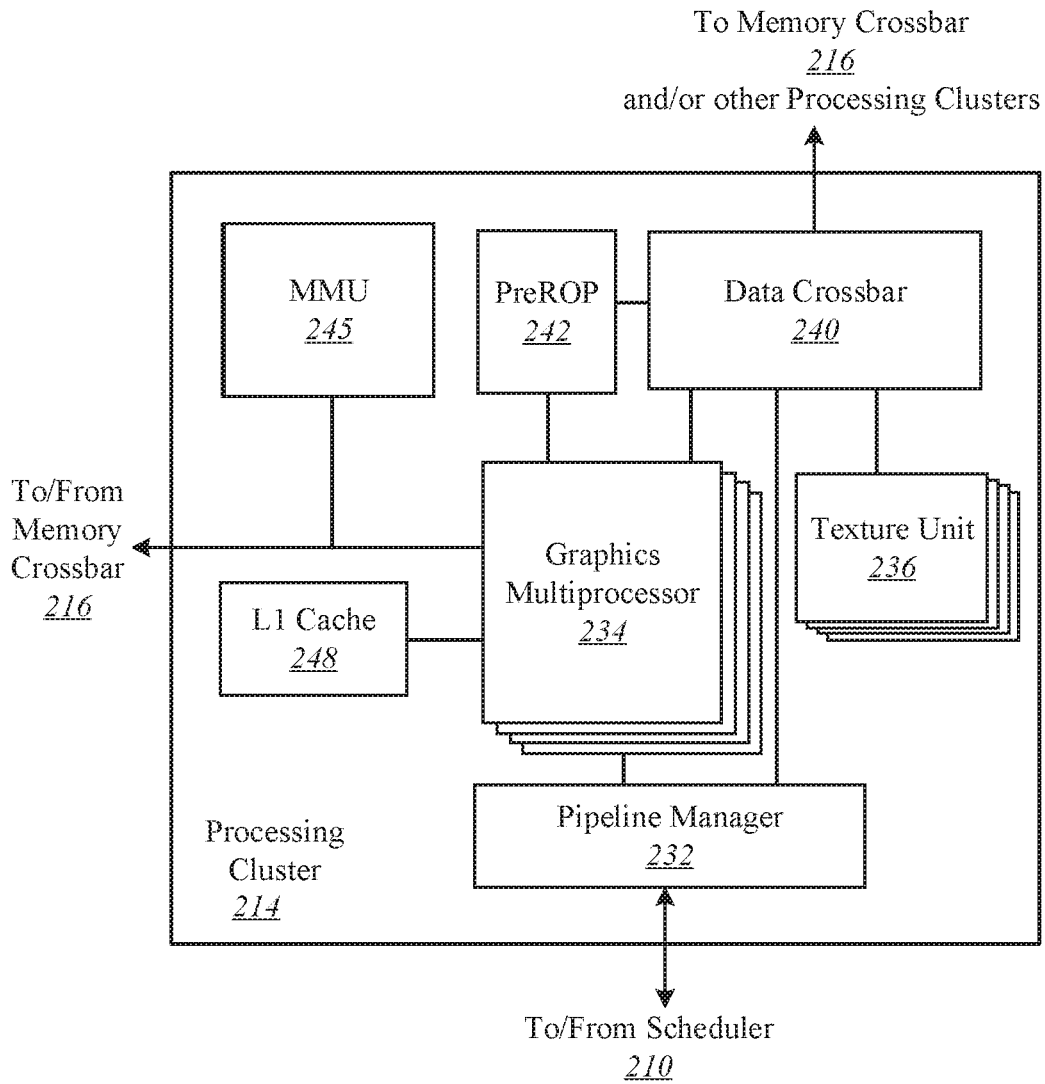 To Memory Crossbar
216
and/or other Processing Clusters
MMU
245
PreROP
242
Data Crossbar
240
To/From
Memory
Crossbar
216
Graphics
Multiprocessor
234
Texture Unit
236
L1 Cache
248
Pipeline Manager
232
Processing
Cluster
214
To/From Scheduler
210